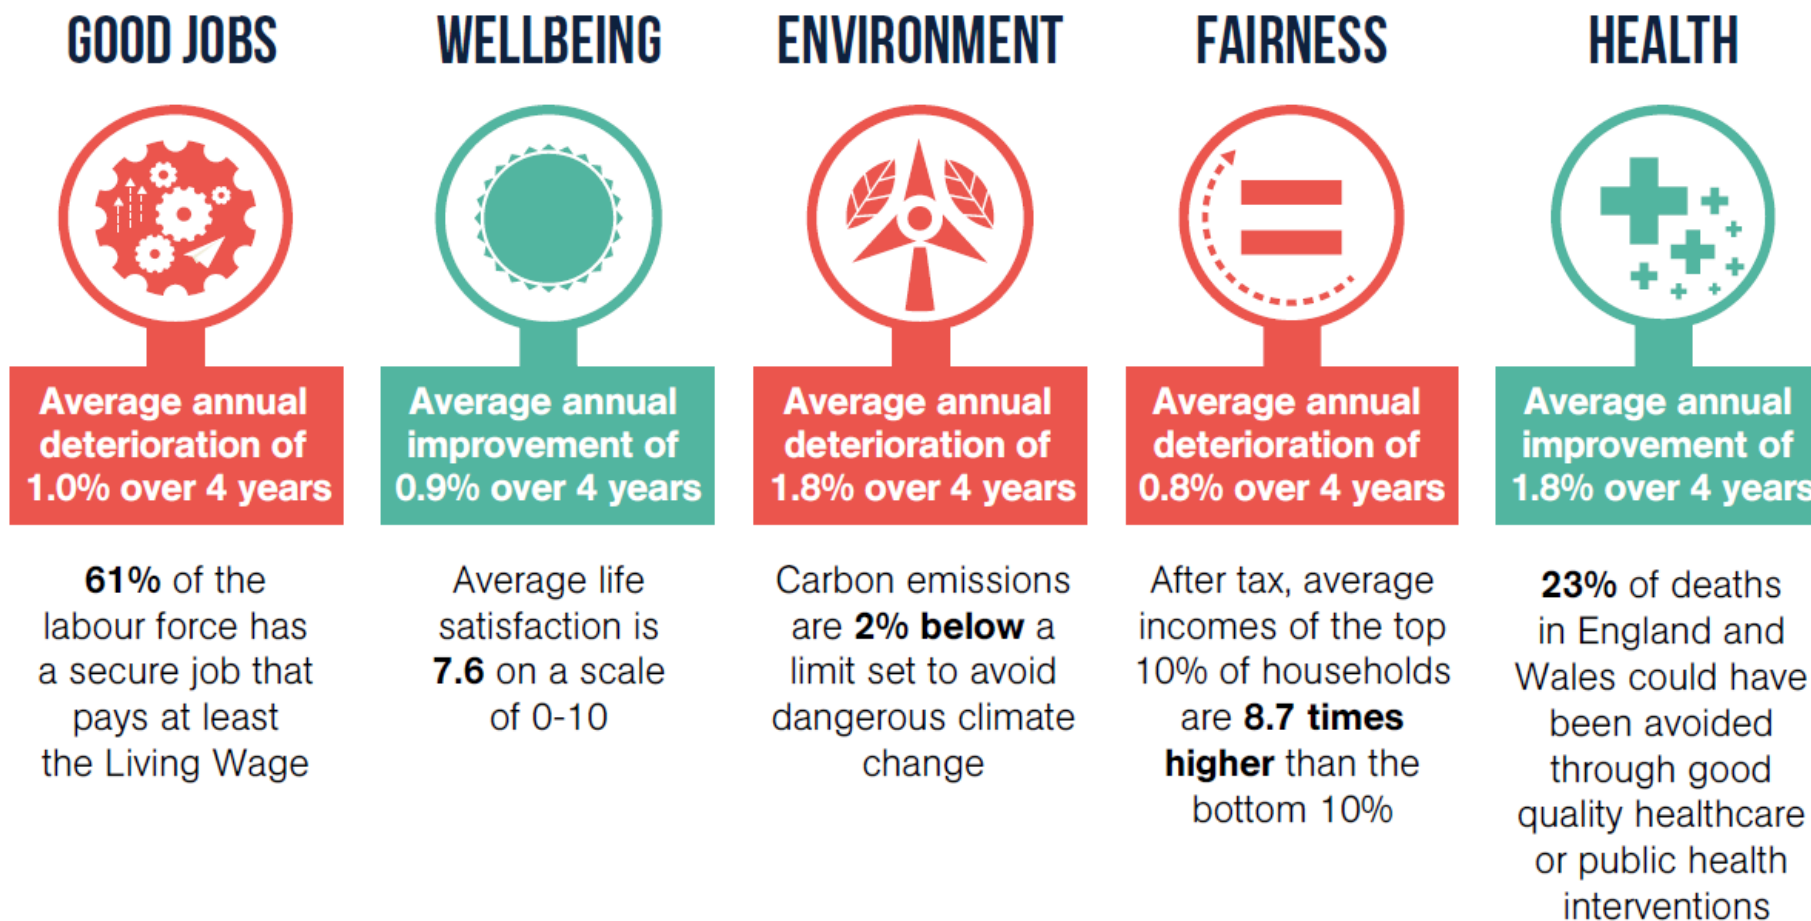 GOOD JOBS
Average annual
deterioration of
1.0% over 4 years
61% of the
labour force has
a secure job that
pays at least
the Living Wage
WELLBEING
Average annual
improvement of
0.9% over 4 years
Average life
satisfaction is
7.6 on a scale
of 0-10
ENVIRONMENT
Average annual
deterioration of
1.8% over 4 years
Carbon emissions
are 2% below a
limit set to avoid
dangerous climate
change
FAIRNESS
Average annual
deterioration of
0.8% over 4 years
After tax, average
incomes of the top
10% of households
are 8.7 times
higher than the
bottom 10%
HEALTH
Average annual
improvement of
1.8% over 4 years
23% of deaths
in England and
Wales could have
been avoided
through good
quality healthcare
or public health
interventions